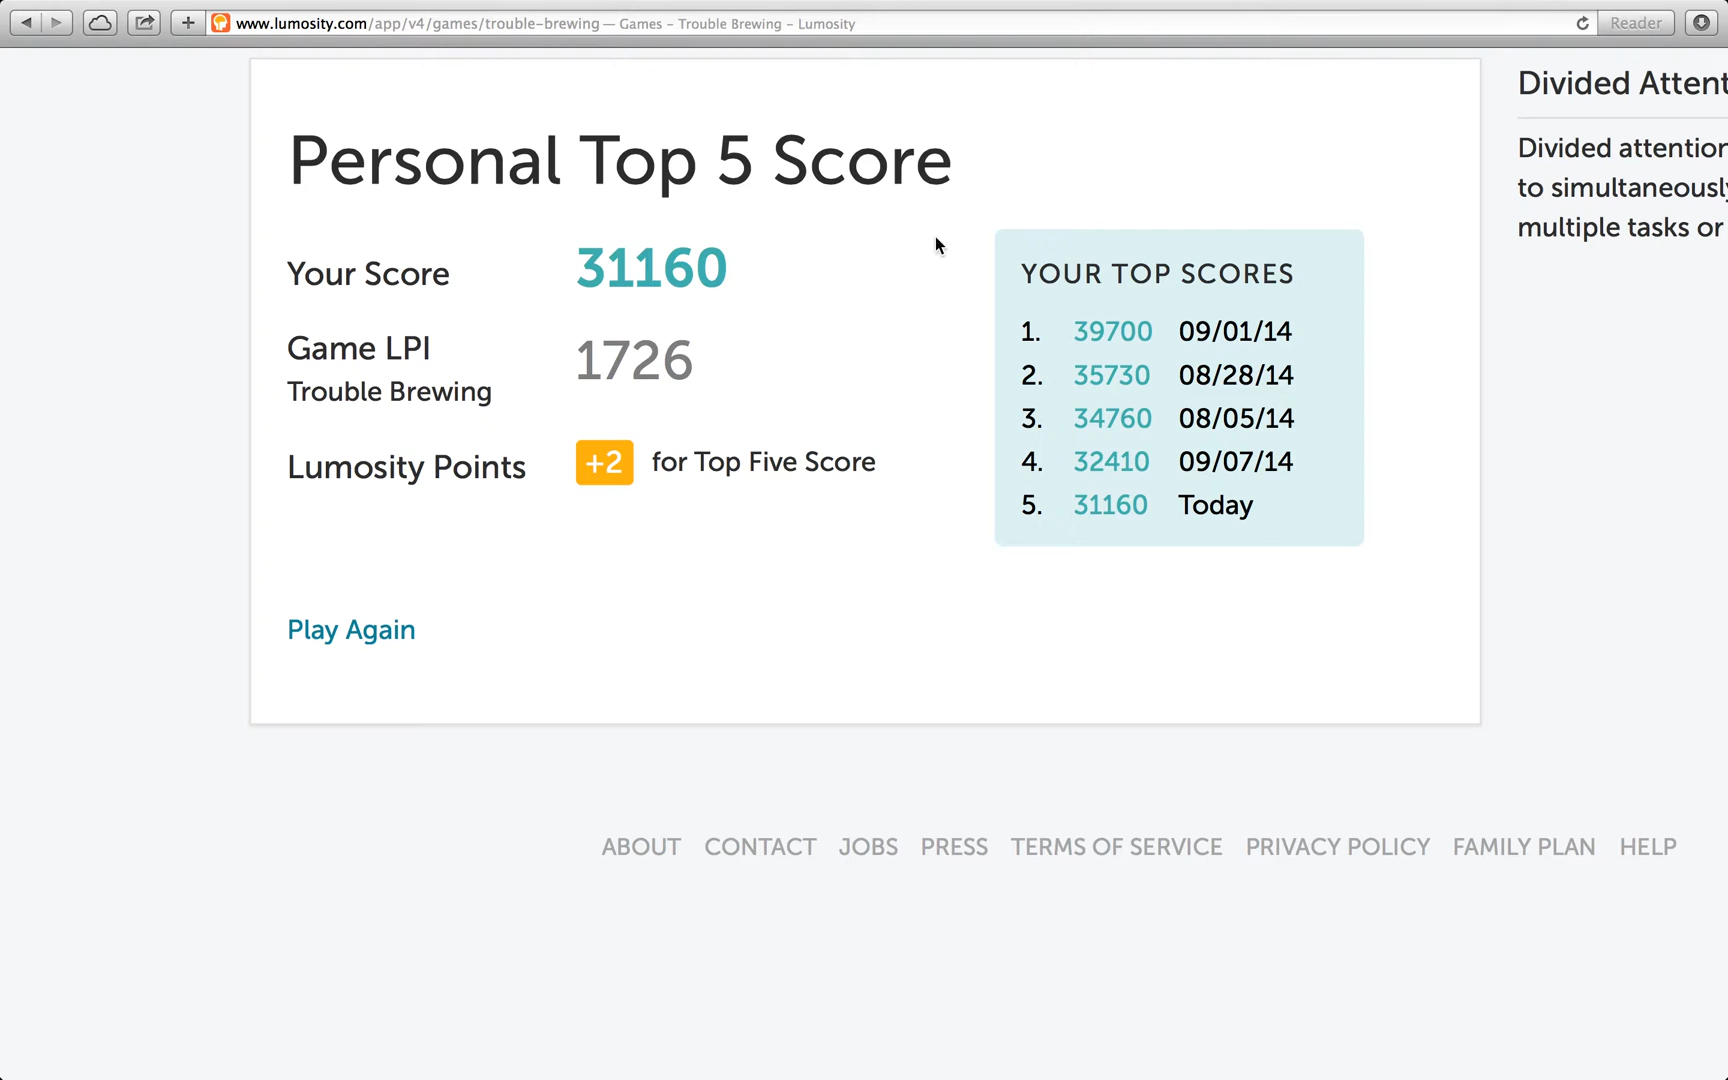 www.lumosity.com/app/v4/games/trouble-brewing — Games – Trouble Brewing – Lumosity
Reader
Personal Top 5 Score
Your Score 31160
Game LPI 1726
Trouble Brewing
Lumosity Points +2 for Top Five Score
Play Again
YOUR TOP SCORES
1. 39700 09/01/14
2. 35730 08/28/14
3. 34760 08/05/14
4. 32410 09/07/14
5. 31160 Today
Divided Attent
Divided attention
to simultaneously
multiple tasks or
ABOUT CONTACT JOBS PRESS TERMS OF SERVICE PRIVACY POLICY FAMILY PLAN HELP